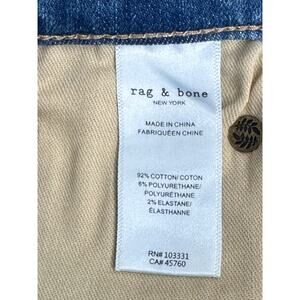 rag & bone
NEW YORK
MADE IN CHINA
FABRIQUÉEN CHINE
92% COTTON/ COTON
6% POLYURETHANE/
POLYURÉTHANE
2% ELASTANE/
ÉLASTHANNE
RN# 103331
CA# 45760